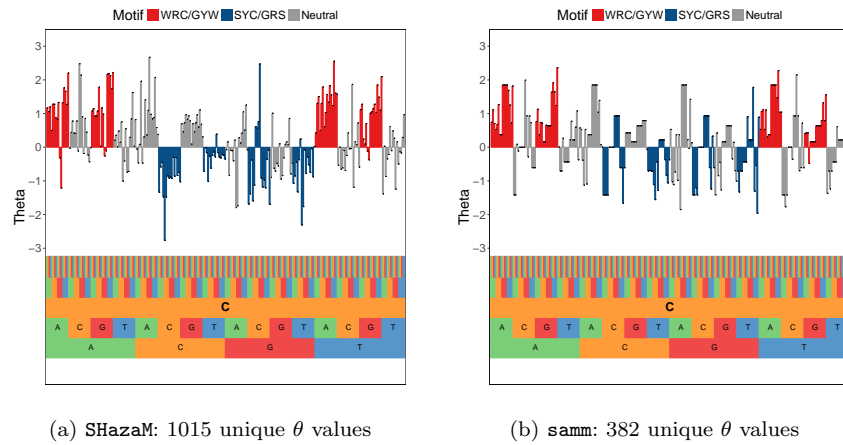 Motif WRC/GYW SYC/GRS Neutral
3
2
1
0
−1
−2
−3
Theta
C
A C G T A C G T A C G T A C G T
A C G T
(a) SHazaM: 1015 unique θ values
Motif WRC/GYW SYC/GRS Neutral
3
2
1
0
−1
−2
−3
Theta
C
A C G T A C G T A C G T A C G T
A C G T
(b) samm: 382 unique θ values